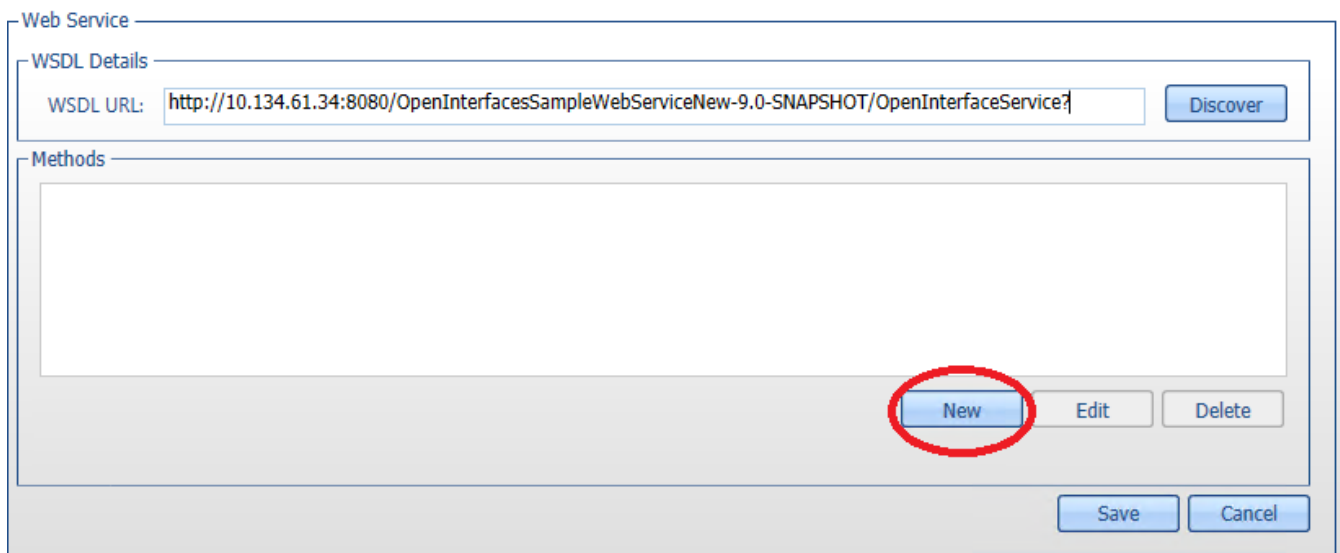 Web Service
WSDL Details
WSDL URL: http://10.134.61.34:8080/OpenInterfacesSampleWebServiceNew-9.0-SNAPSHOT/OpenInterfaceService? Discover
Methods
New Edit Delete
Save Cancel